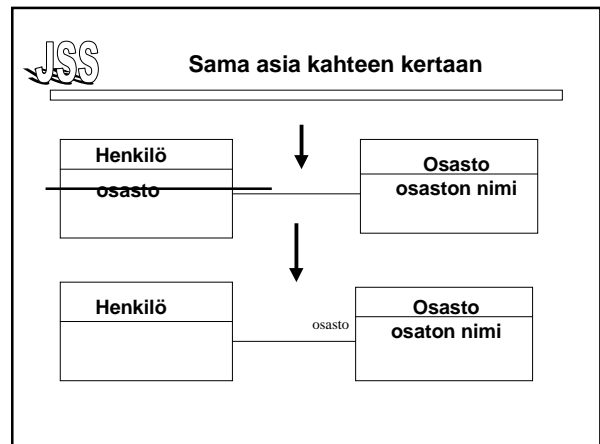 JSS
Sama asia kahteen kertaan
Henkilö
osasto
Osasto
osaston nimi
Henkilö
osasto
Osasto
osaton nimi